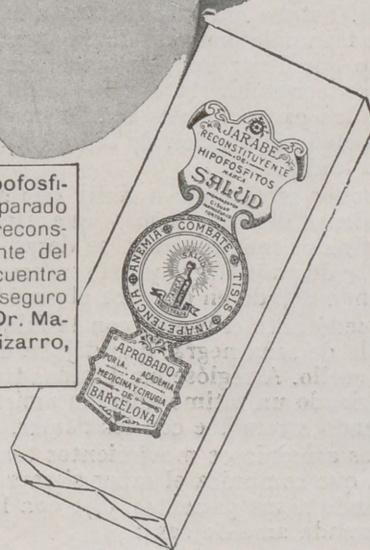 pofosfi-
parado
recons-
nte del
cuentra
seguro
Dr. Ma-
izarro,
JARABE
RECONSTITUYENTE
DE
HIPOFOSFITOS
MARCA
SALUD
ANEMIA COMBATE TISIS INAPETENCIA
SALUD
APROBADO
POR LA ACADEMIA
DE
MEDICINA Y CIRUGIA
DE
BARCELONA